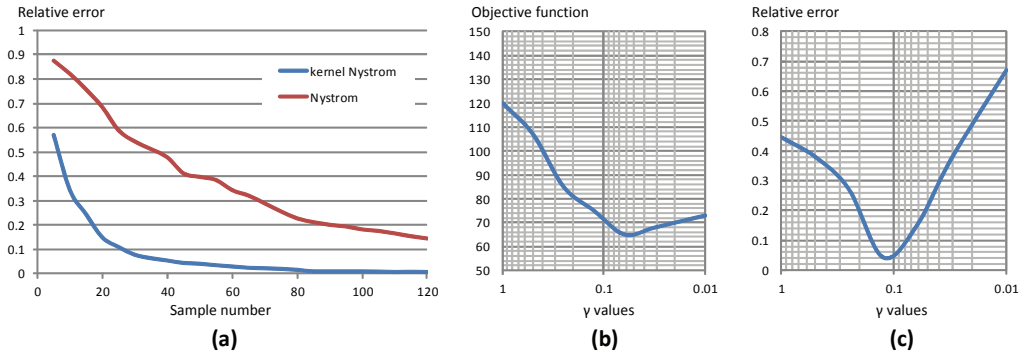 Relative error
1
0.9
0.8
0.7
0.6
0.5
0.4
0.3
0.2
0.1
0
0 20 40 60 80 100 120
Sample number
kernel Nystrom
Nystrom
(a)
Objective function
150
140
130
120
110
100
90
80
70
60
50
1 0.1 0.01
γ values
(b)
Relative error
0.8
0.7
0.6
0.5
0.4
0.3
0.2
0.1
0
1 0.1 0.01
γ values
(c)